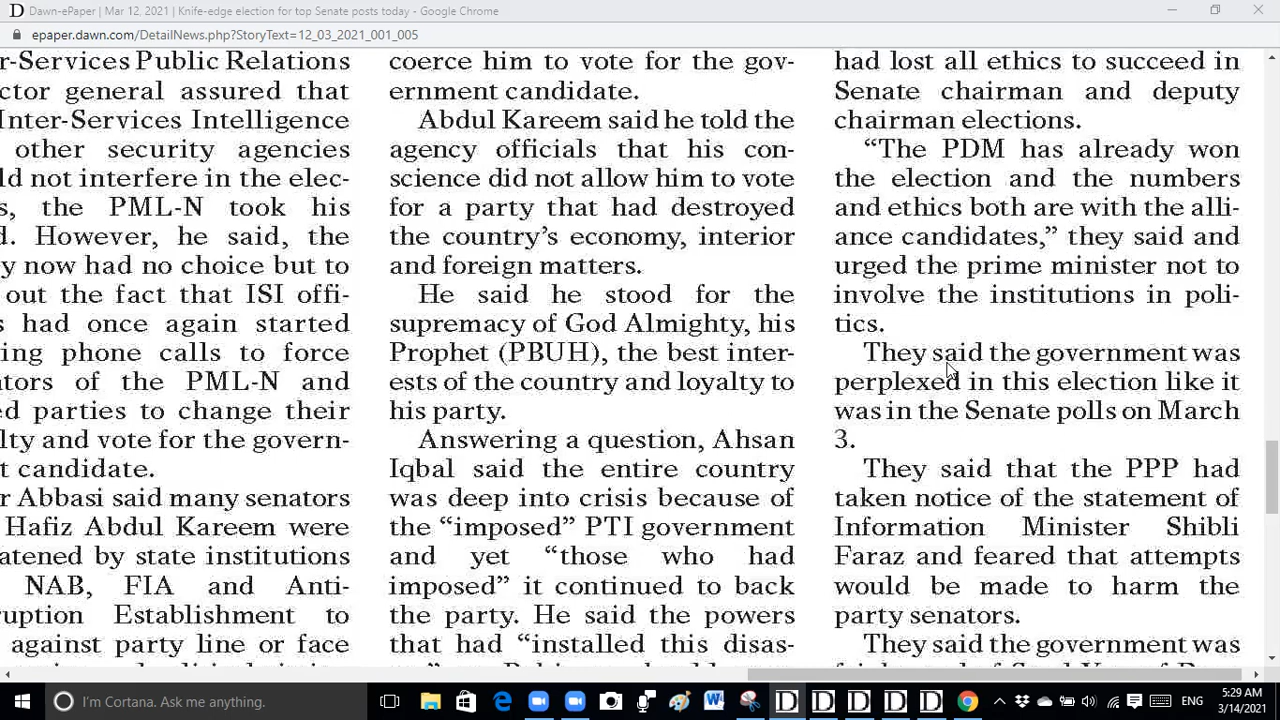 Dawn-ePaper | Mar 12, 2021 | Knife-edge election for top Senate posts today - Google Chrome
epaper.dawn.com/DetailNews.php?StoryText=12_03_2021_001_005
r-Services Public Relations
ctor general assured that
Inter-Services Intelligence
other security agencies
ld not interfere in the elec-
s, the PML-N took his
d. However, he said, the
y now had no choice but to
out the fact that ISI offi-
s had once again started
ing phone calls to force
ators of the PML-N and
ed parties to change their
lty and vote for the govern-
t candidate.
r Abbasi said many senators
Hafiz Abdul Kareem were
atened by state institutions
NAB, FIA and Anti-
ruption Establishment to
against party line or face
coerce him to vote for the gov-
ernment candidate.
Abdul Kareem said he told the
agency officials that his con-
science did not allow him to vote
for a party that had destroyed
the country's economy, interior
and foreign matters.
He said he stood for the
supremacy of God Almighty, his
Prophet (PBUH), the best inter-
ests of the country and loyalty to
his party.
Answering a question, Ahsan
Iqbal said the entire country
was deep into crisis because of
the “imposed” PTI government
and yet “those who had
imposed” it continued to back
the party. He said the powers
that had “installed this disas-
had lost all ethics to succeed in
Senate chairman and deputy
chairman elections.
“The PDM has already won
the election and the numbers
and ethics both are with the alli-
ance candidates,” they said and
urged the prime minister not to
involve the institutions in poli-
tics.
They said the government was
perplexed in this election like it
was in the Senate polls on March
3.
They said that the PPP had
taken notice of the statement of
Information Minister Shibli
Faraz and feared that attempts
would be made to harm the
party senators.
They said the government was
I'm Cortana. Ask me anything.
ENG
5:29 AM
3/14/2021